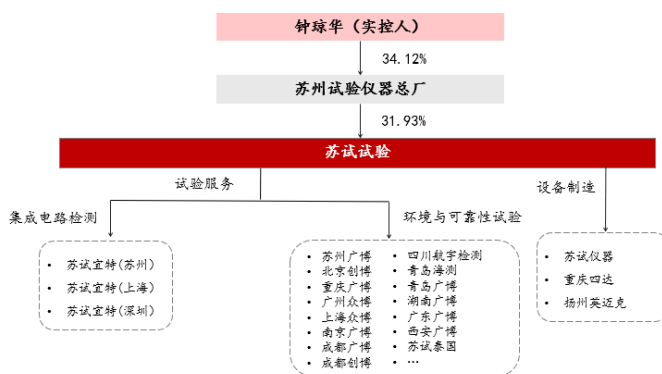 钟琼华（实控人）
34.12%
苏州试验仪器总厂
31.93%
苏试试验
试验服务
设备制造
集成电路检测
环境与可靠性试验
• 苏试宜特(苏州)
• 苏试宜特(上海)
• 苏试宜特(深圳)
• 苏州广博
• 北京创博
• 重庆广博
• 广州众博
• 上海众博
• 南京广博
• 成都广博
• 成都创博
• 四川航宇检测
• 青岛海测
• 青岛广博
• 湖南广博
• 广东广博
• 西安广博
• 苏试泰国
• …
• 苏试仪器
• 重庆四达
• 扬州英迈克